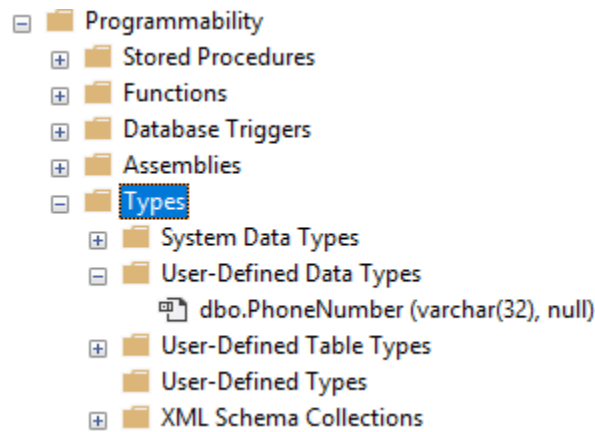 Programmability
Stored Procedures
Functions
Database Triggers
Assemblies
Types
System Data Types
User-Defined Data Types
dbo.PhoneNumber (varchar(32), null)
User-Defined Table Types
User-Defined Types
XML Schema Collections